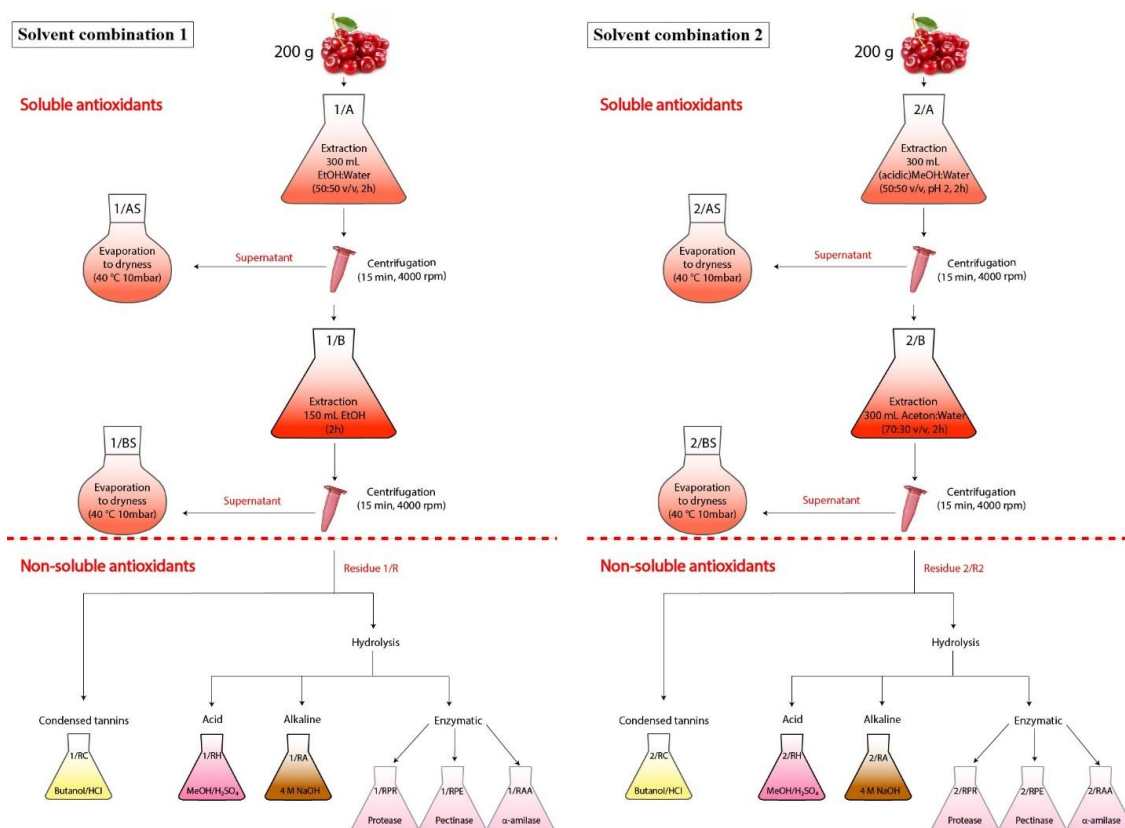 Solvent combination 1
200 g
Soluble antioxidants
1/A
Extraction
300 mL
EtOH:Water
(50:50 v/v, 2h)
1/AS
Evaporation
to dryness
(40 °C 10mbar)
Supernatant
Centrifugation
(15 min, 4000 rpm)
1/B
Extraction
150 mL EtOH
(2h)
1/BS
Evaporation
to dryness
(40 °C 10mbar)
Supernatant
Centrifugation
(15 min, 4000 rpm)
Non-soluble antioxidants
Residue 1/R
Hydrolysis
Condensed tannins
Acid
Alkaline
Enzymatic
1/RC
Butanol/HCl
1/RH
MeOH/H₂SO₄
1/RA
4 M NaOH
1/RPR
Protease
1/RPE
Pectinase
1/RAA
α-amilase
Solvent combination 2
200 g
Soluble antioxidants
2/A
Extraction
300 mL
(acidic)MeOH:Water
(50:50 v/v, pH 2, 2h)
2/AS
Evaporation
to dryness
(40 °C 10mbar)
Supernatant
Centrifugation
(15 min, 4000 rpm)
2/B
Extraction
300 mL Aceton:Water
(70:30 v/v, 2h)
2/BS
Evaporation
to dryness
(40 °C 10mbar)
Supernatant
Centrifugation
(15 min, 4000 rpm)
Non-soluble antioxidants
Residue 2/R2
Hydrolysis
Condensed tannins
Acid
Alkaline
Enzymatic
2/RC
Butanol/HCl
2/RH
MeOH/H₂SO₄
2/RA
4 M NaOH
2/RPR
Protease
2/RPE
Pectinase
2/RAA
α-amilase